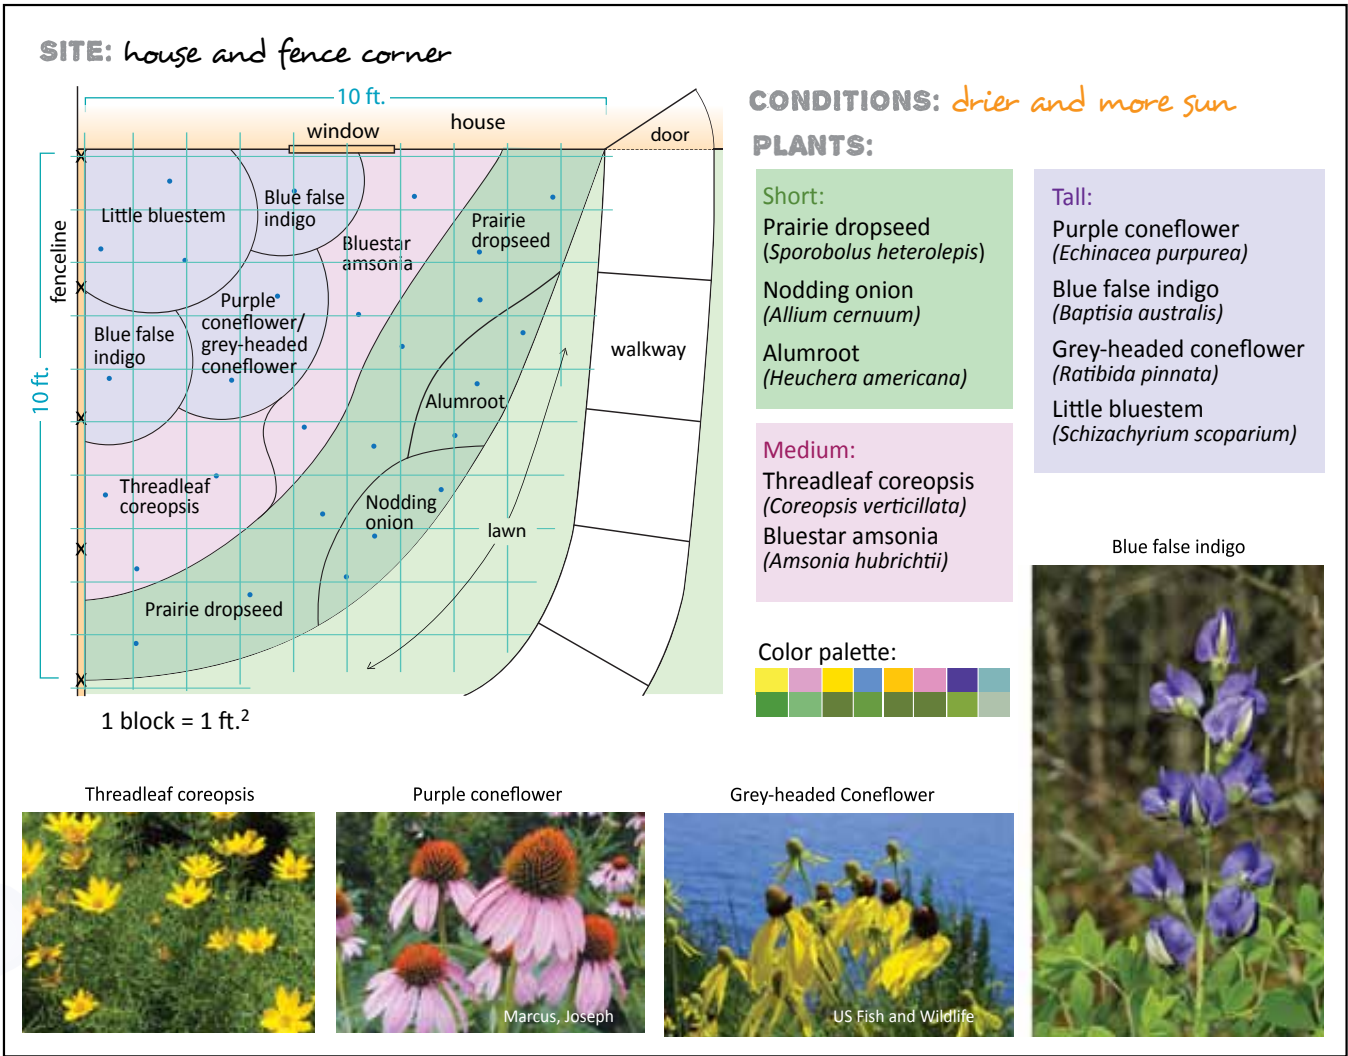 SITE: house and fence corner
10 ft.
window
house
door
10 ft.
fenceline
Little bluestem
Blue false
indigo
Bluestar
amsonia
Prairie
dropseed
Purple
coneflower/
grey-headed
coneflower
Blue false
indigo
walkway
Alumroot
Threadleaf
coreopsis
Nodding
onion
lawn
Prairie dropseed
X
X
X
X
X
1 block = 1 ft.²
CONDITIONS: drier and more sun
PLANTS:
Short:
Prairie dropseed
(Sporobolus heterolepis)
Nodding onion
(Allium cernuum)
Alumroot
(Heuchera americana)
Medium:
Threadleaf coreopsis
(Coreopsis verticillata)
Bluestar amsonia
(Amsonia hubrichtii)
Tall:
Purple coneflower
(Echinacea purpurea)
Blue false indigo
(Baptisia australis)
Grey-headed coneflower
(Ratibida pinnata)
Little bluestem
(Schizachyrium scoparium)
Color palette:
Blue false indigo
Threadleaf coreopsis
Purple coneflower
Marcus, Joseph
Grey-headed Coneflower
US Fish and Wildlife